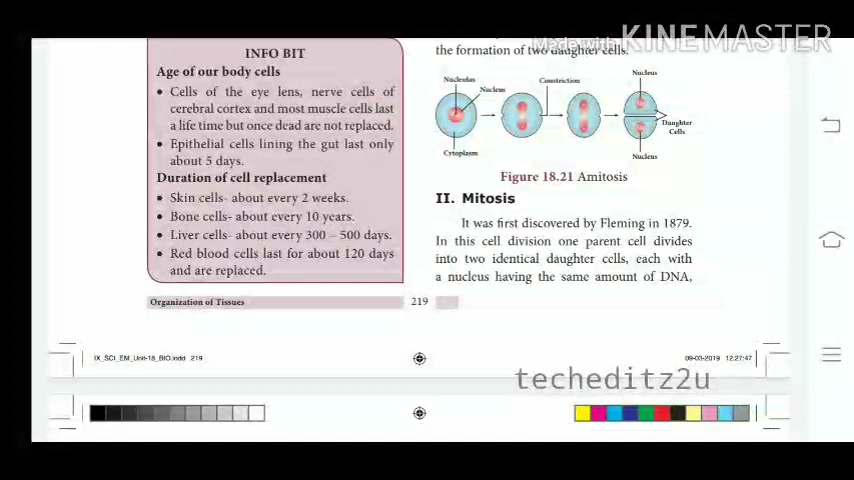 INFO BIT
Age of our body cells
• Cells of the eye lens, nerve cells of
cerebral cortex and most muscle cells last
a life time but once dead are not replaced.
• Epithelial cells lining the gut last only
about 5 days.
Duration of cell replacement
• Skin cells- about every 2 weeks.
• Bone cells- about every 10 years.
• Liver cells- about every 300 – 500 days.
• Red blood cells last for about 120 days
and are replaced.
Organization of Tissues
219
the formation of two daughter cells.
Made with KINEMASTER
Nucleolus
Nucleus
Cytoplasm
Constriction
Nucleus
Daughter
Cells
Nucleus
Figure 18.21 Amitosis
II. Mitosis
It was first discovered by Fleming in 1879.
In this cell division one parent cell divides
into two identical daughter cells, each with
a nucleus having the same amount of DNA,
IX_SCI_EM_Unit-18_BIO.indd 219
09-03-2019 12:27:47
techeditz2u